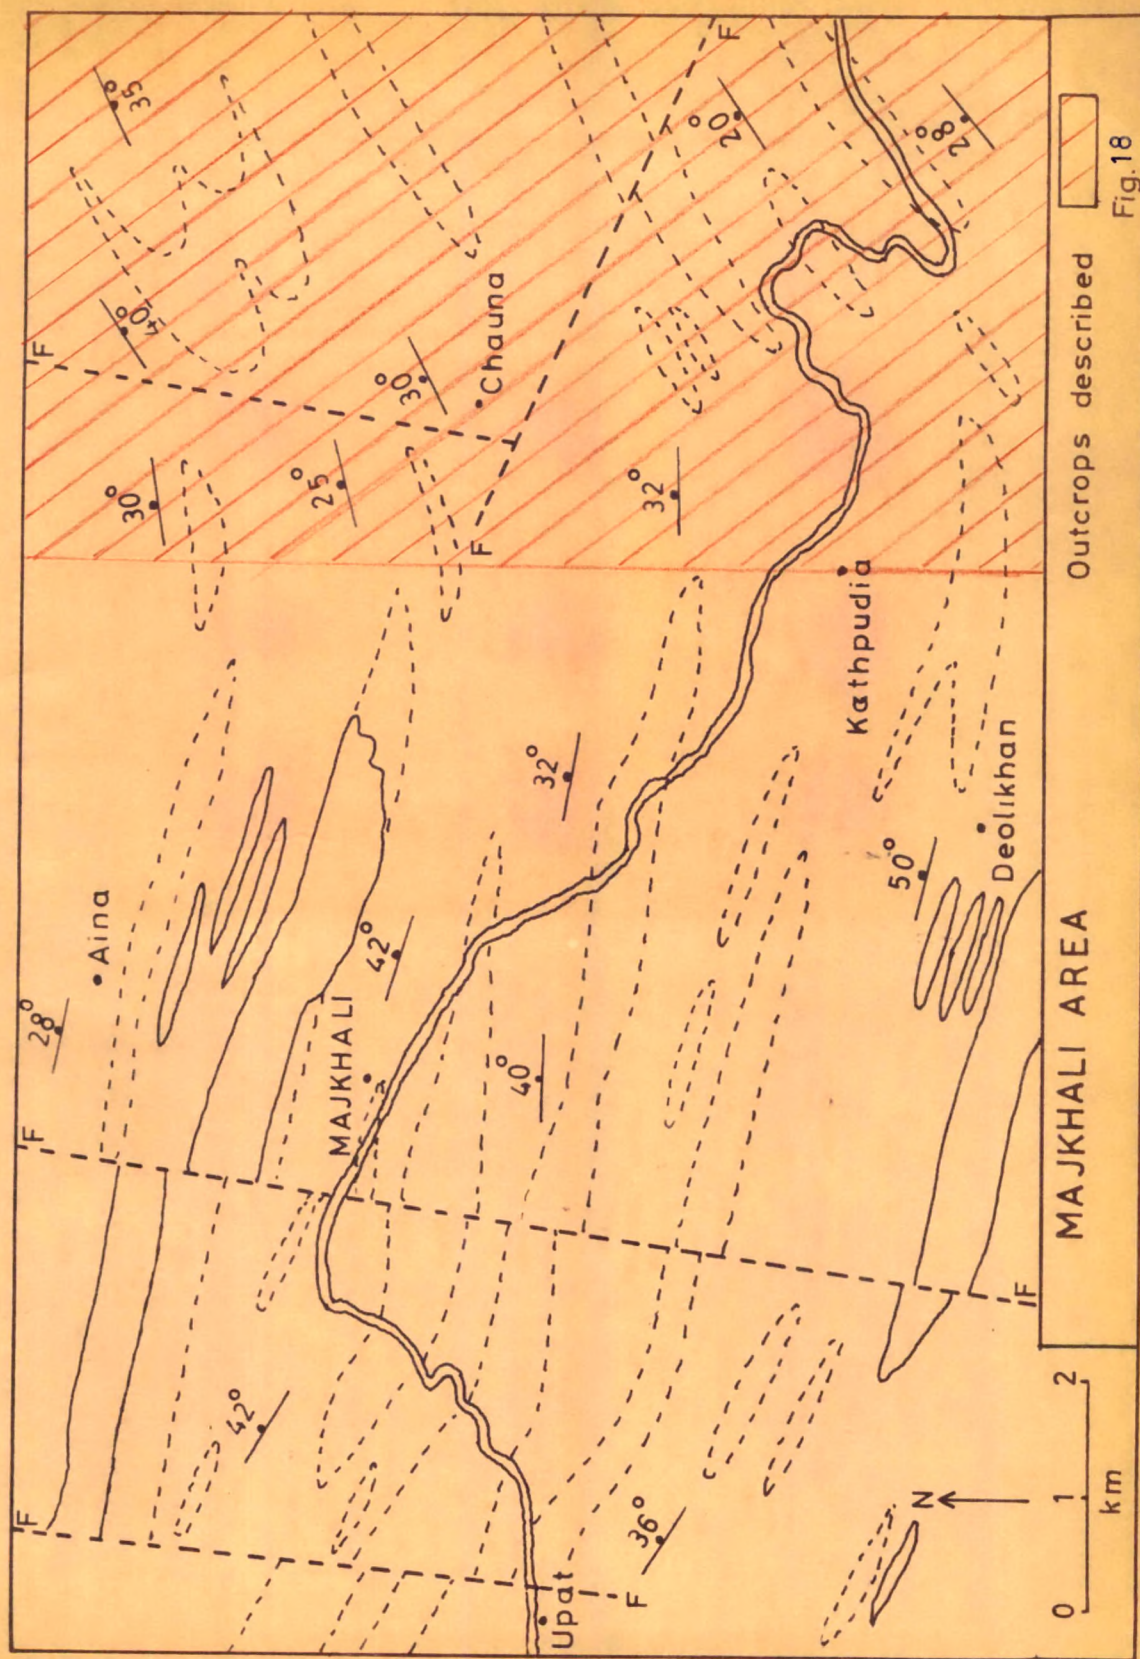 F
F
F
28°
Aina
35°
30°
40°
42°
25°
MAJKHALI
42°
30°
Chauna
F
40°
32°
Upat
F
36°
32°
20°
F
Kathpudia
50°
28°
N
Deolikhan
F
0 1 2
km
MAJKHALI AREA
Outcrops described
Fig.18